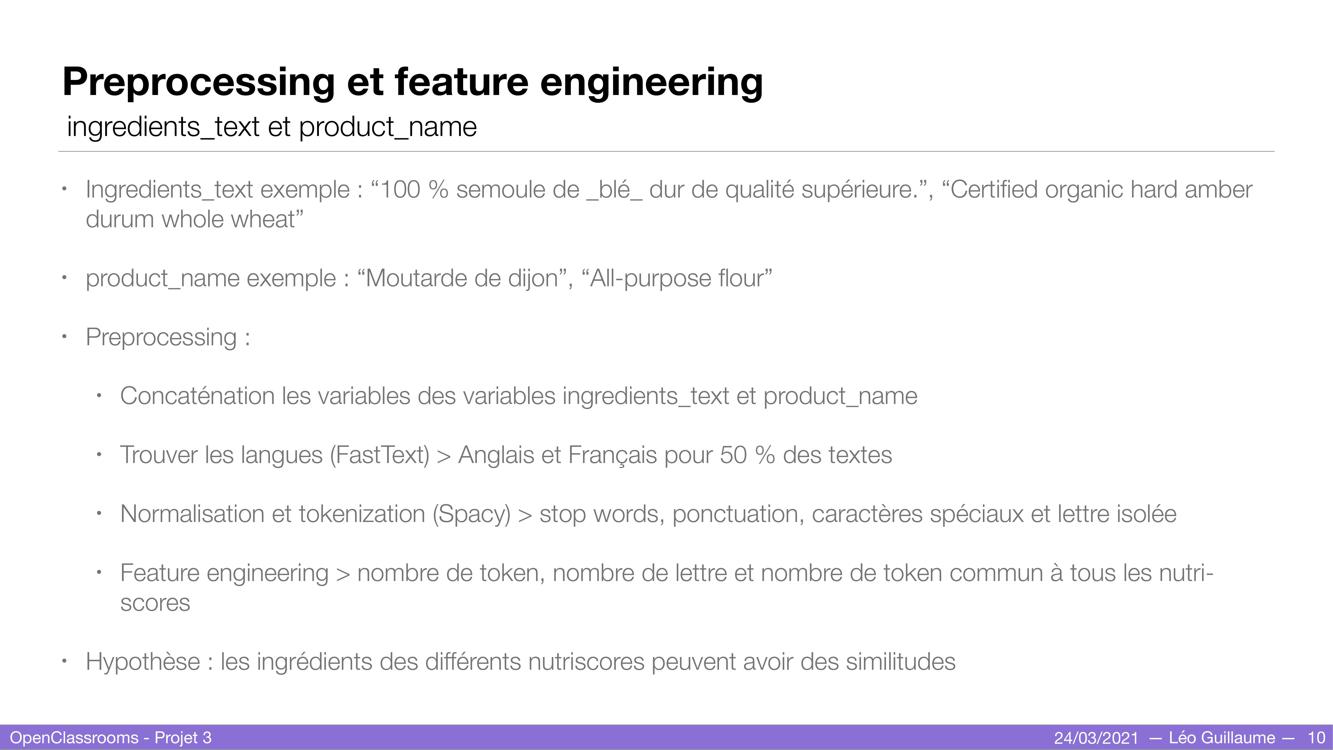 Preprocessing et feature engineering
ingredients_text et product_name
• Ingredients_text exemple : “100 % semoule de _blé_ dur de qualité supérieure.”, “Certified organic hard amber
durum whole wheat”
• product_name exemple : “Moutarde de dijon”, “All-purpose flour”
• Preprocessing :
• Concaténation les variables des variables ingredients_text et product_name
• Trouver les langues (FastText) > Anglais et Français pour 50 % des textes
• Normalisation et tokenization (Spacy) > stop words, ponctuation, caractères spéciaux et lettre isolée
• Feature engineering > nombre de token, nombre de lettre et nombre de token commun à tous les nutri-
scores
• Hypothèse : les ingrédients des différents nutriscores peuvent avoir des similitudes
OpenClassrooms - Projet 3 24/03/2021 — Léo Guillaume — 10